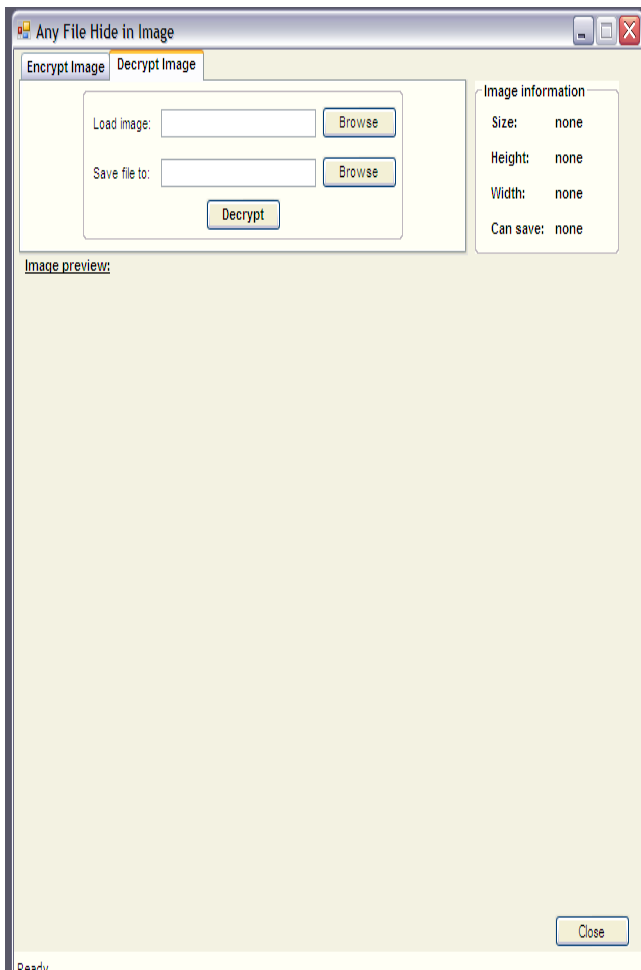 Any File Hide in Image
Encrypt Image Decrypt Image
Load image: Browse
Save file to: Browse
Decrypt
Image information
Size: none
Height: none
Width: none
Can save: none
Image preview:
Close
Ready